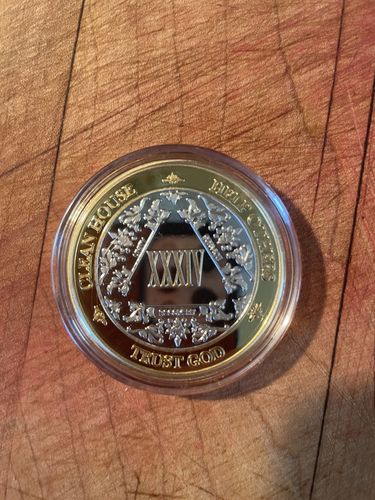 CLEAN HOUSE
HELP OTHERS
XXXIV
TRUST GOD